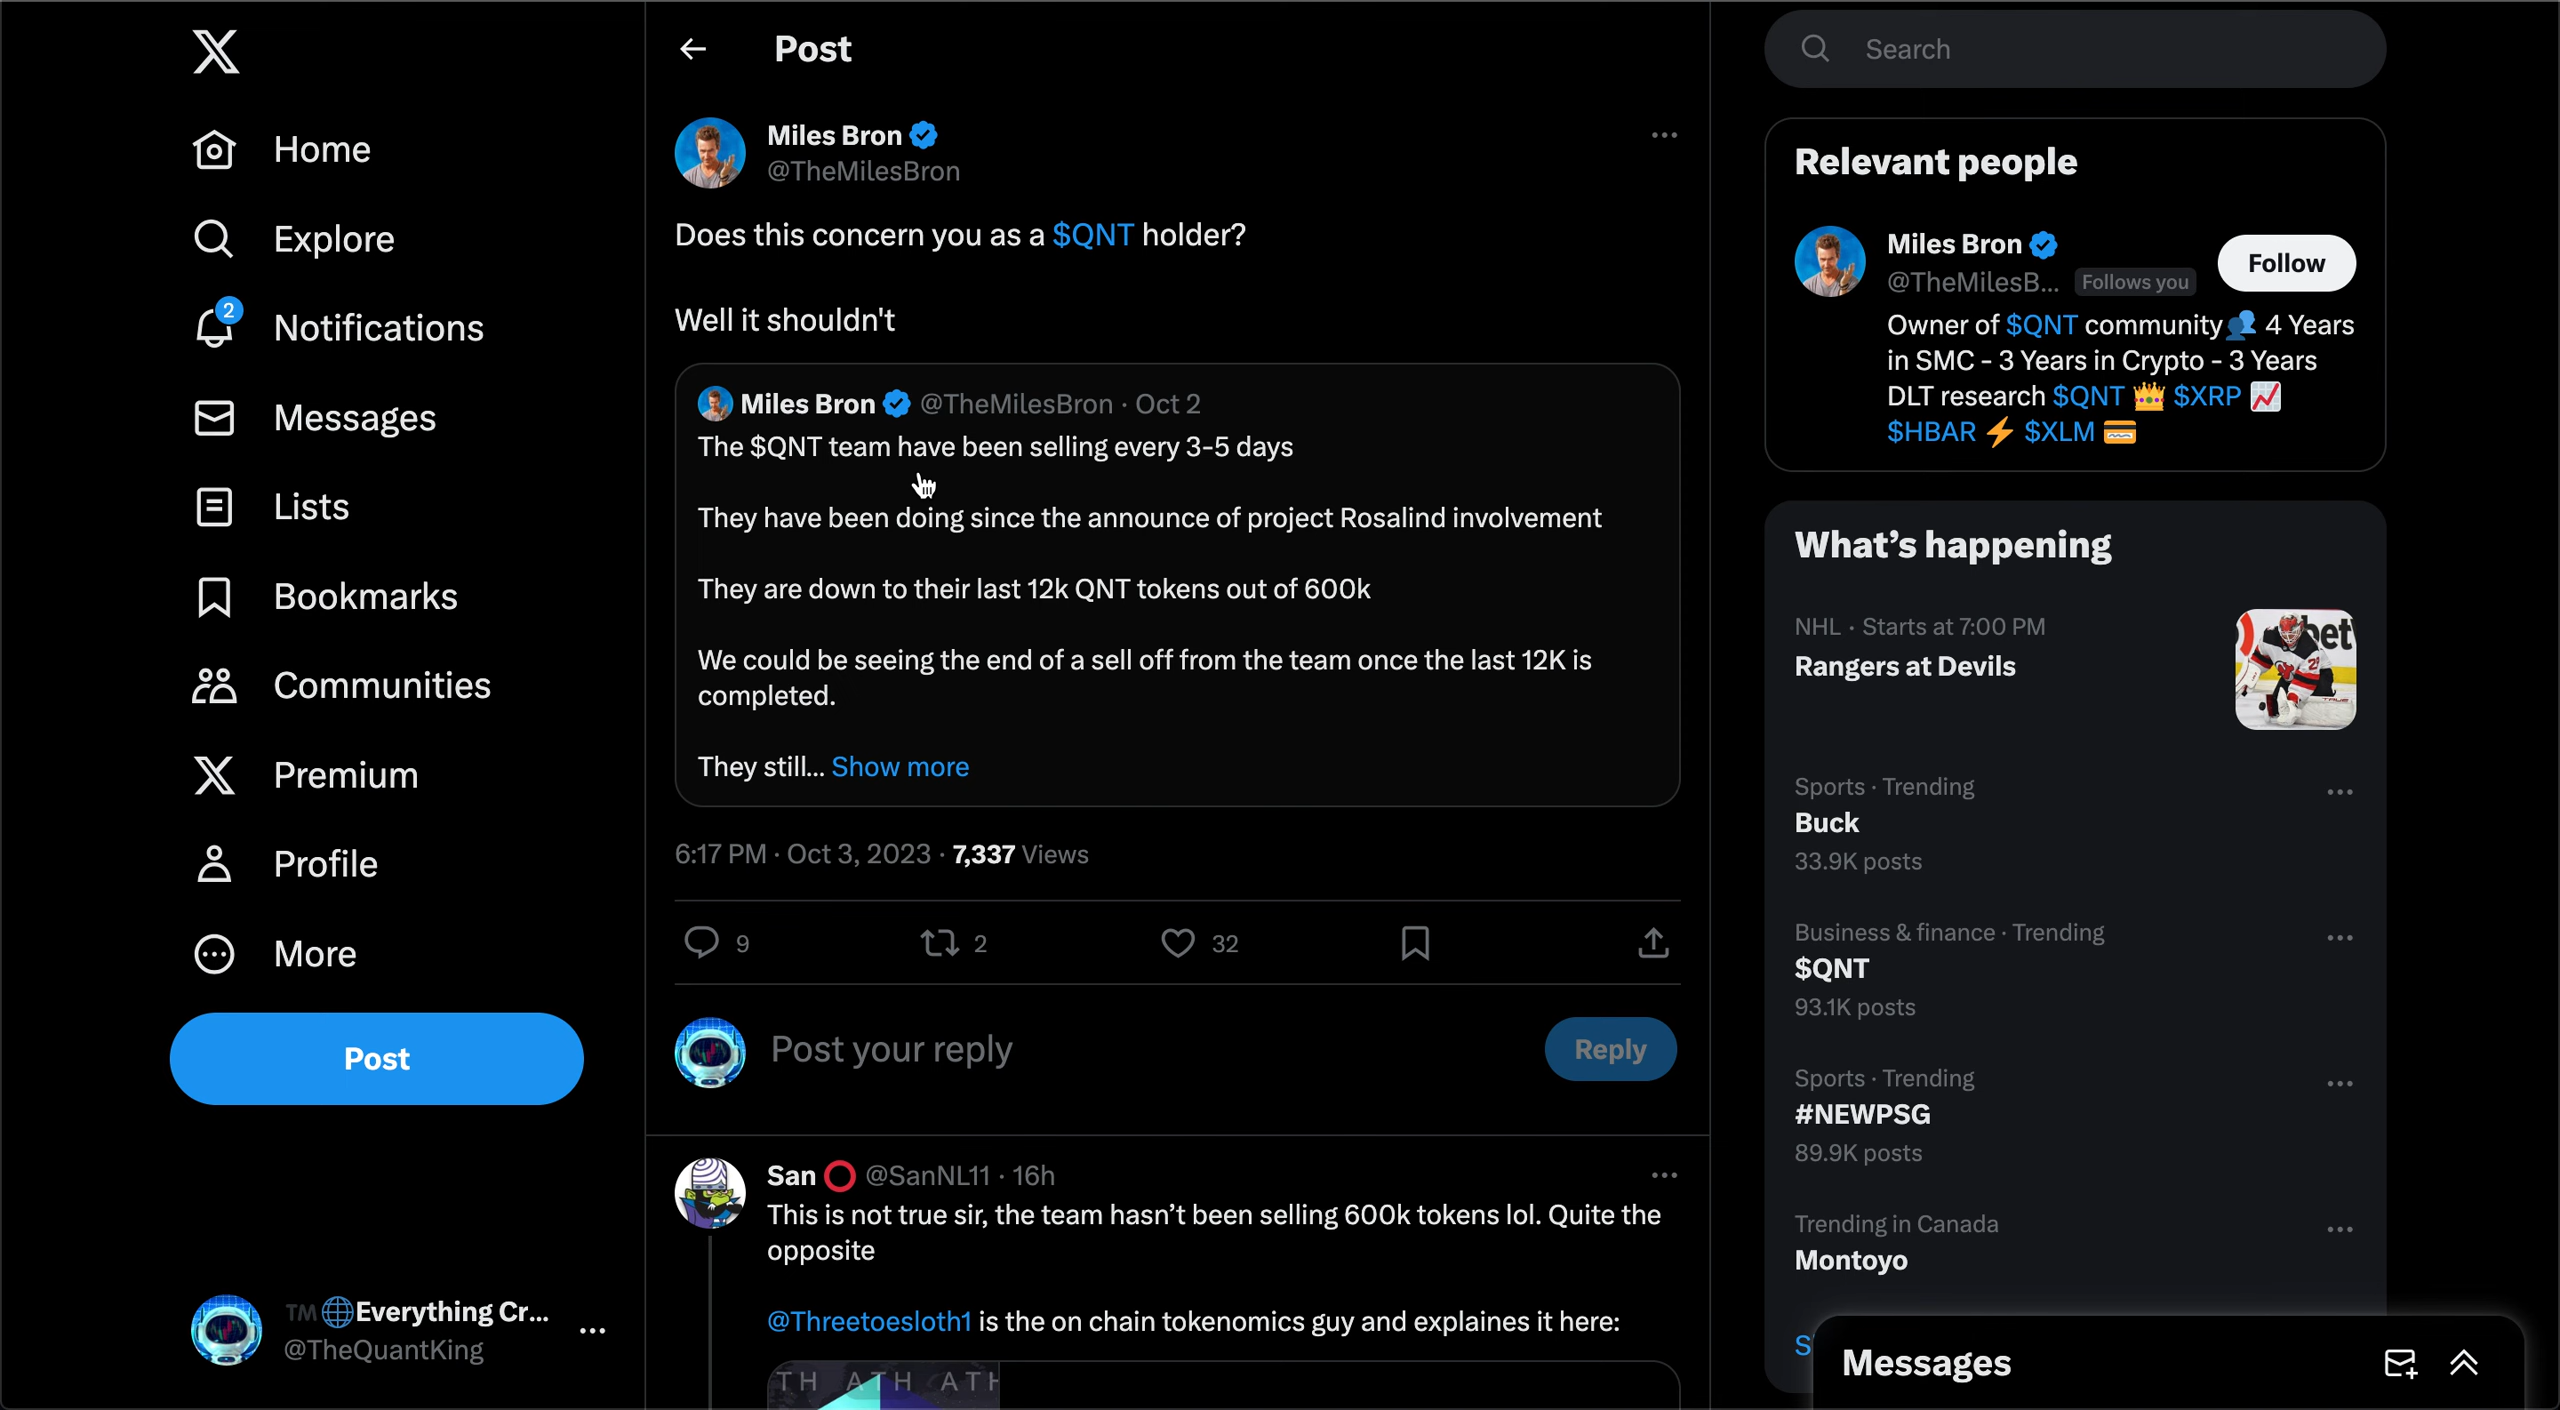 Home
Explore
2
Notifications
Messages
Lists
Bookmarks
Communities
Premium
Profile
More
Post
TM🌐Everything Cr...
@TheQuantKing
Post
Miles Bron
@TheMilesBron
Does this concern you as a $QNT holder?
Well it shouldn't
Miles Bron @TheMilesBron · Oct 2
The $QNT team have been selling every 3-5 days
They have been doing since the announce of project Rosalind involvement
They are down to their last 12k QNT tokens out of 600k
We could be seeing the end of a sell off from the team once the last 12K is
completed.
They still... Show more
6:17 PM · Oct 3, 2023 · 7,337 Views
9 2 32
Post your reply
Reply
San ⭕ @SanNL11 · 16h
This is not true sir, the team hasn't been selling 600k tokens lol. Quite the
opposite
@Threetoesloth1 is the on chain tokenomics guy and explaines it here:
TH ATH ATH
Search
Relevant people
Miles Bron
@TheMilesB... Follows you
Follow
Owner of $QNT community👥 4 Years
in SMC - 3 Years in Crypto - 3 Years
DLT research $QNT 👑 $XRP 📈
$HBAR ⚡ $XLM 💳
What's happening
NHL · Starts at 7:00 PM
Rangers at Devils
bet
Sports · Trending
Buck
33.9K posts
Business & finance · Trending
$QNT
93.1K posts
Sports · Trending
#NEWPSG
89.9K posts
Trending in Canada
Montoyo
S
Messages